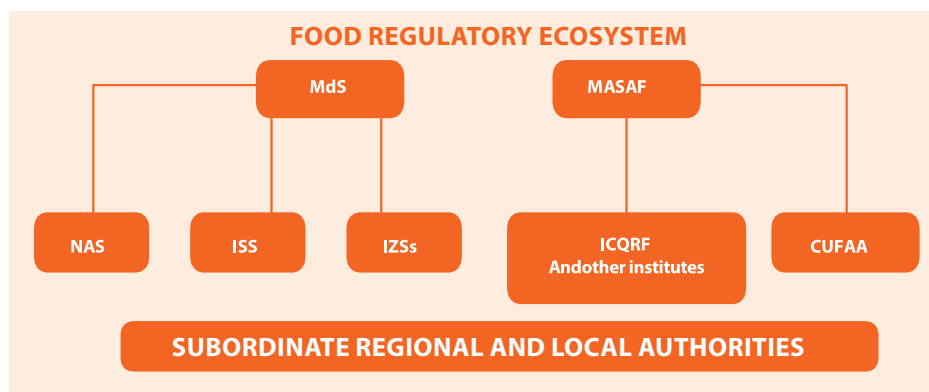 FOOD REGULATORY ECOSYSTEM
MdS
MASAF
NAS
ISS
IZSs
ICQRF
Andother institutes
CUFAA
SUBORDINATE REGIONAL AND LOCAL AUTHORITIES